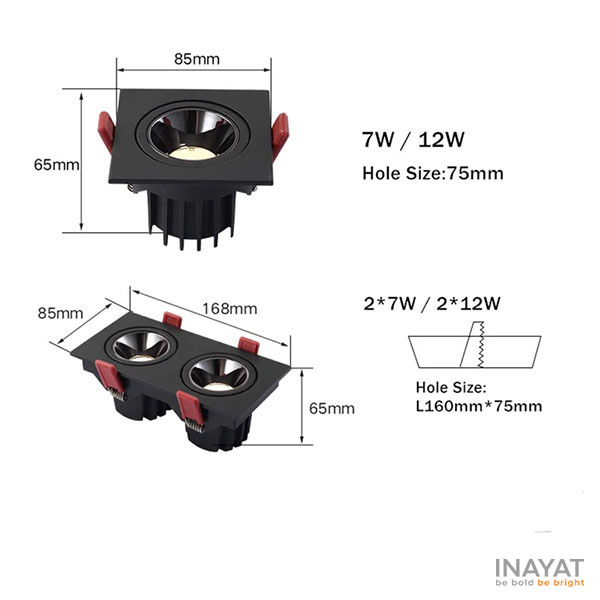 85mm
65mm
7W / 12W
Hole Size:75mm
85mm
168mm
65mm
2*7W / 2*12W
Hole Size:
L160mm*75mm
INAYAT
be bold be bright